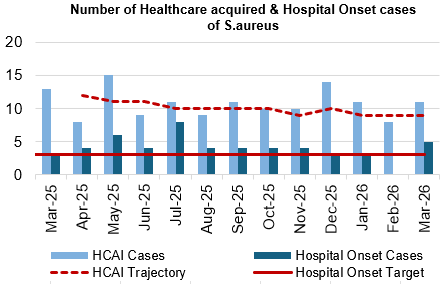 Number of Healthcare acquired & Hospital Onset cases
of S.aureus
20
15
10
5
0
Mar-25
Apr-25
May-25
Jun-25
Jul-25
Aug-25
Sep-25
Oct-25
Nov-25
Dec-25
Jan-26
Feb-26
Mar-26
HCAI Cases
Hospital Onset Cases
HCAI Trajectory
Hospital Onset Target